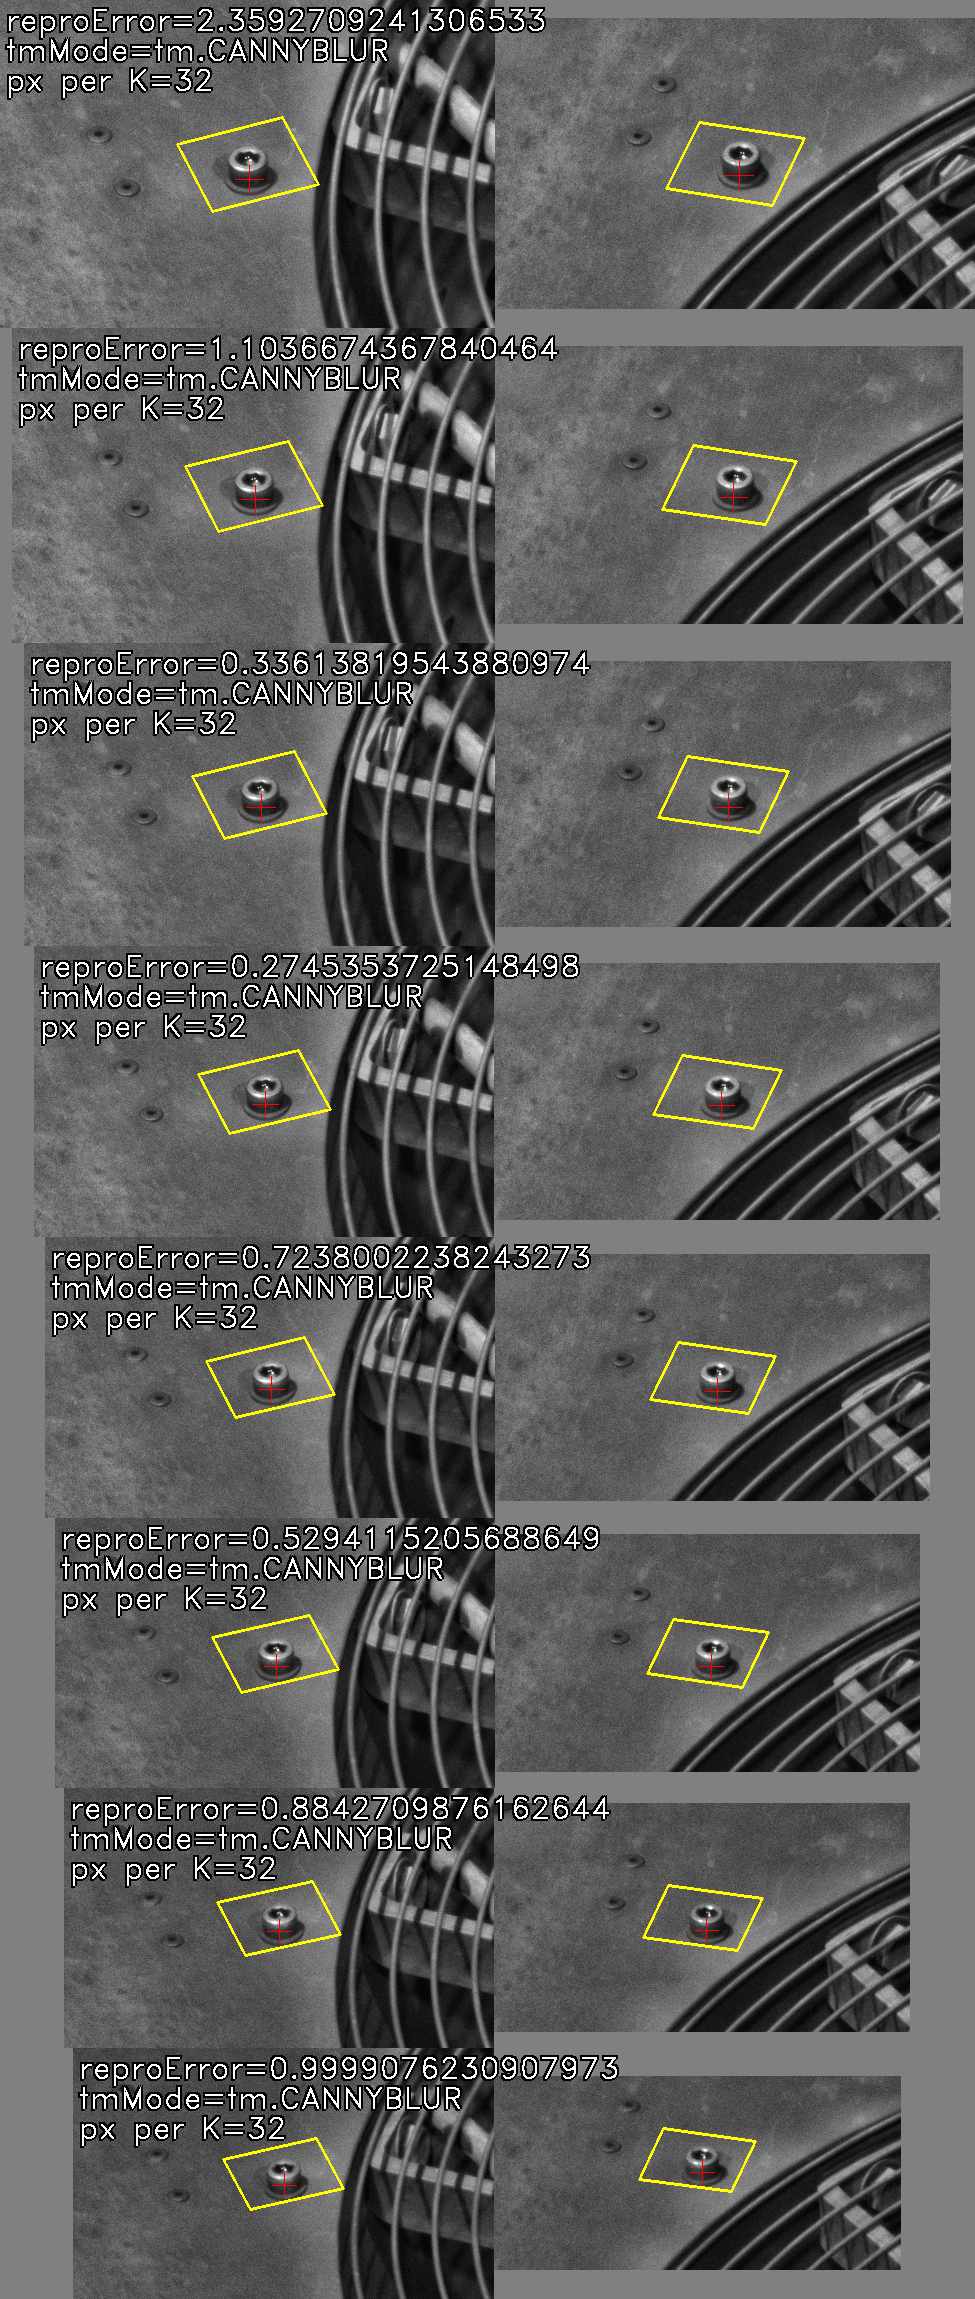 reproError=2.3592709241306533
tmMode=tm.CANNYBLUR
px per K=32
reproError=1.1036674367840464
tmMode=tm.CANNYBLUR
px per K=32
reproError=0.33613819543880974
tmMode=tm.CANNYBLUR
px per K=32
reproError=0.2745353725148498
tmMode=tm.CANNYBLUR
px per K=32
reproError=0.7238002238243273
tmMode=tm.CANNYBLUR
px per K=32
reproError=0.5294115205688649
tmMode=tm.CANNYBLUR
px per K=32
reproError=0.8842709876162644
tmMode=tm.CANNYBLUR
px per K=32
reproError=0.9999076230907973
tmMode=tm.CANNYBLUR
px per K=32